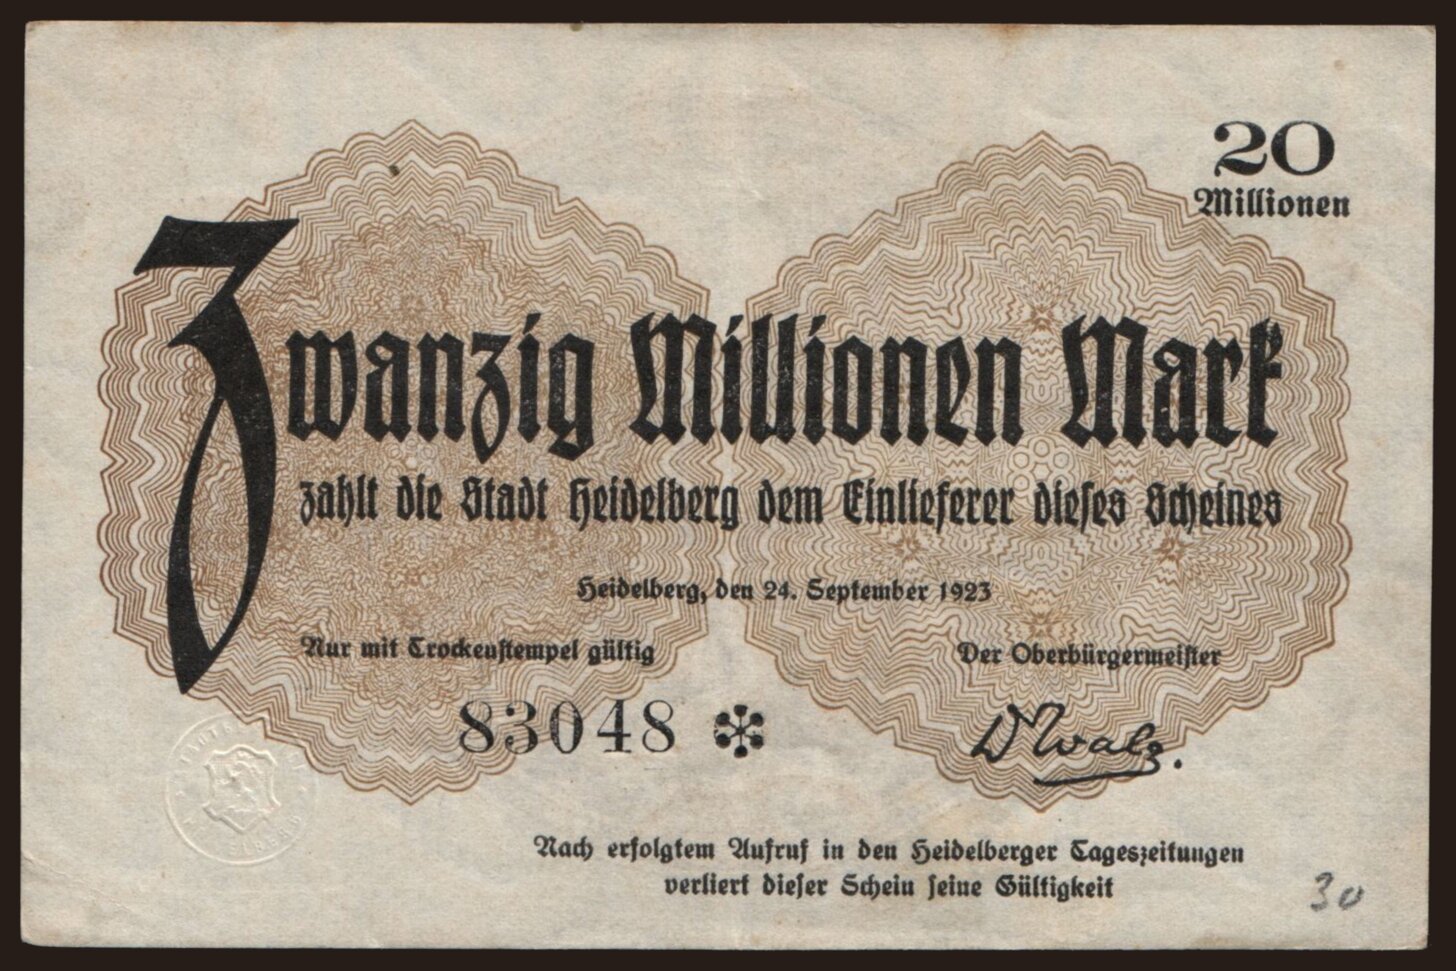 20
Millionen
Zwanzig Millionen Mark
zahlt die Stadt Heidelberg dem Einlieferer dieses Scheines
Heidelberg, den 24. September 1923
Nur mit Trockenstempel gültig
Der Oberbürgermeister
83048
D Walz.
Nach erfolgtem Aufruf in den Heidelberger Tageszeitungen
verliert dieser Schein seine Gültigkeit
30